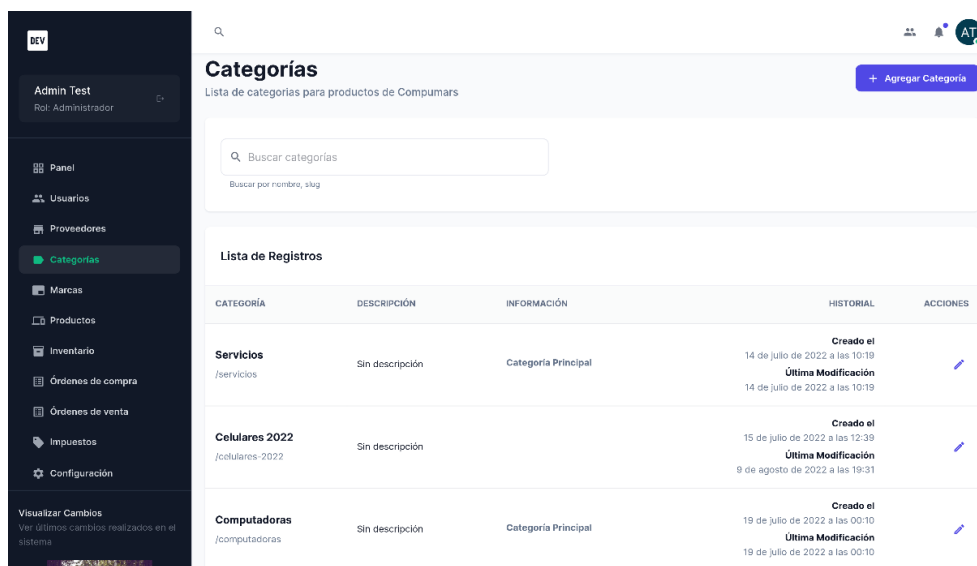 DEV
Admin Test
Rol: Administrador
Panel
Usuarios
Proveedores
Categorías
Marcas
Productos
Inventario
Órdenes de compra
Órdenes de venta
Impuestos
Configuración
Visualizar Cambios
Ver últimos cambios realizados en el
sistema
AT
Categorías
Lista de categorias para productos de Compumars
+ Agregar Categoría
Buscar categorías
Buscar por nombre, slug
Lista de Registros
CATEGORÍA DESCRIPCIÓN INFORMACIÓN HISTORIAL ACCIONES
Servicios
/servicios
Sin descripción
Categoría Principal
Creado el
14 de julio de 2022 a las 10:19
Última Modificación
14 de julio de 2022 a las 10:19
Celulares 2022
/celulares-2022
Sin descripción
Creado el
15 de julio de 2022 a las 12:39
Última Modificación
9 de agosto de 2022 a las 19:31
Computadoras
/computadoras
Sin descripción
Categoría Principal
Creado el
19 de julio de 2022 a las 00:10
Última Modificación
19 de julio de 2022 a las 00:10